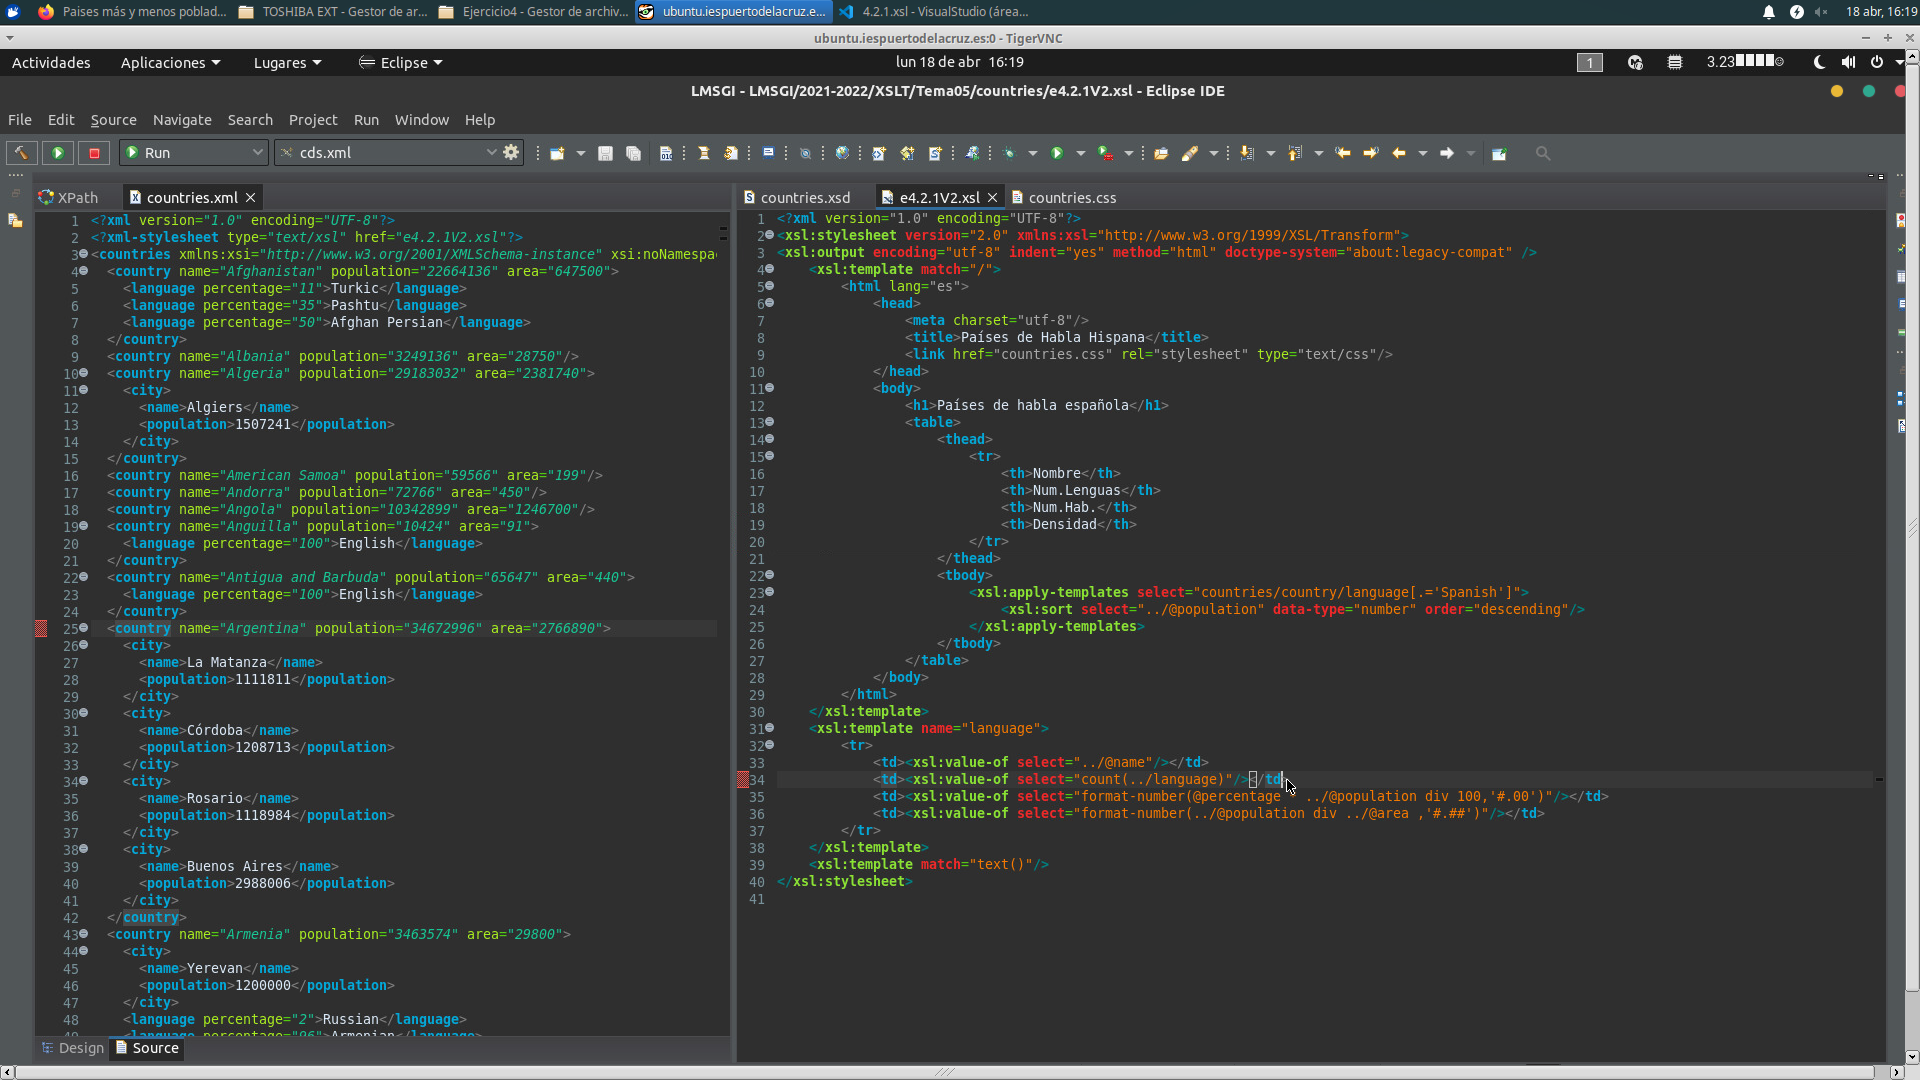 Paises más y menos poblad...
TOSHIBA EXT - Gestor de ar...
Ejercicio4 - Gestor de archiv...
ubuntu.iespuertodelacruz.e...
4.2.1.xsl - VisualStudio (área...
18 abr, 16:19
ubuntu.iespuertodelacruz.es:0 - TigerVNC
Actividades Aplicaciones Lugares Eclipse
lun 18 de abr 16:19
1
3.23
LMSGI - LMSGI/2021-2022/XSLT/Tema05/countries/e4.2.1V2.xsl - Eclipse IDE
File Edit Source Navigate Search Project Run Window Help
Run
cds.xml
XPath
countries.xml
1 <?xml version="1.0" encoding="UTF-8"?>
2 <?xml-stylesheet type="text/xsl" href="e4.2.1V2.xsl"?>
3 <countries xmlns:xsi="http://www.w3.org/2001/XMLSchema-instance" xsi:noNamespa
4 <country name="Afghanistan" population="22664136" area="647500">
5 <language percentage="11">Turkic</language>
6 <language percentage="35">Pashtu</language>
7 <language percentage="50">Afghan Persian</language>
8 </country>
9 <country name="Albania" population="3249136" area="28750"/>
10 <country name="Algeria" population="29183032" area="2381740">
11 <city>
12 <name>Algiers</name>
13 <population>1507241</population>
14 </city>
15 </country>
16 <country name="American Samoa" population="59566" area="199"/>
17 <country name="Andorra" population="72766" area="450"/>
18 <country name="Angola" population="10342899" area="1246700"/>
19 <country name="Anguilla" population="10424" area="91">
20 <language percentage="100">English</language>
21 </country>
22 <country name="Antigua and Barbuda" population="65647" area="440">
23 <language percentage="100">English</language>
24 </country>
25 <country name="Argentina" population="34672996" area="2766890">
26 <city>
27 <name>La Matanza</name>
28 <population>1111811</population>
29 </city>
30 <city>
31 <name>Córdoba</name>
32 <population>1208713</population>
33 </city>
34 <city>
35 <name>Rosario</name>
36 <population>1118984</population>
37 </city>
38 <city>
39 <name>Buenos Aires</name>
40 <population>2988006</population>
41 </city>
42 </country>
43 <country name="Armenia" population="3463574" area="29800">
44 <city>
45 <name>Yerevan</name>
46 <population>1200000</population>
47 </city>
48 <language percentage="2">Russian</language>
49 <language percentage="96">Armenian</language>
Design
Source
countries.xsd
e4.2.1V2.xsl
countries.css
1 <?xml version="1.0" encoding="UTF-8"?>
2 <xsl:stylesheet version="2.0" xmlns:xsl="http://www.w3.org/1999/XSL/Transform">
3 <xsl:output encoding="utf-8" indent="yes" method="html" doctype-system="about:legacy-compat" />
4 <xsl:template match="/">
5 <html lang="es">
6 <head>
7 <meta charset="utf-8"/>
8 <title>Países de Habla Hispana</title>
9 <link href="countries.css" rel="stylesheet" type="text/css"/>
10 </head>
11 <body>
12 <h1>Países de habla española</h1>
13 <table>
14 <thead>
15 <tr>
16 <th>Nombre</th>
17 <th>Num.Lenguas</th>
18 <th>Num.Hab.</th>
19 <th>Densidad</th>
20 </tr>
21 </thead>
22 <tbody>
23 <xsl:apply-templates select="countries/country/language[.='Spanish']">
24 <xsl:sort select="../@population" data-type="number" order="descending"/>
25 </xsl:apply-templates>
26 </tbody>
27 </table>
28 </body>
29 </html>
30 </xsl:template>
31 <xsl:template name="language">
32 <tr>
33 <td><xsl:value-of select="../@name"/></td>
34 <td><xsl:value-of select="count(../language)"/></td>
35 <td><xsl:value-of select="format-number(@percentage * ../@population div 100,'#.00')"/></td>
36 <td><xsl:value-of select="format-number(../@population div ../@area ,'#.##')"/></td>
37 </tr>
38 </xsl:template>
39 <xsl:template match="text()"/>
40 </xsl:stylesheet>
41